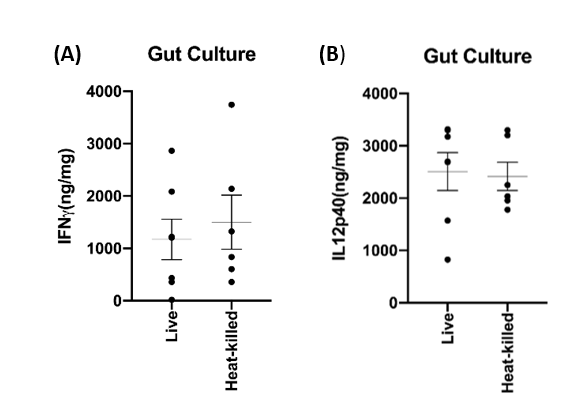 (A)
Gut Culture
IFNγ(ng/mg)
4000
3000
2000
1000
0
Live
Heat-killed
(B)
Gut Culture
IL12p40(ng/mg)
4000
3000
2000
1000
0
Live
Heat-killed